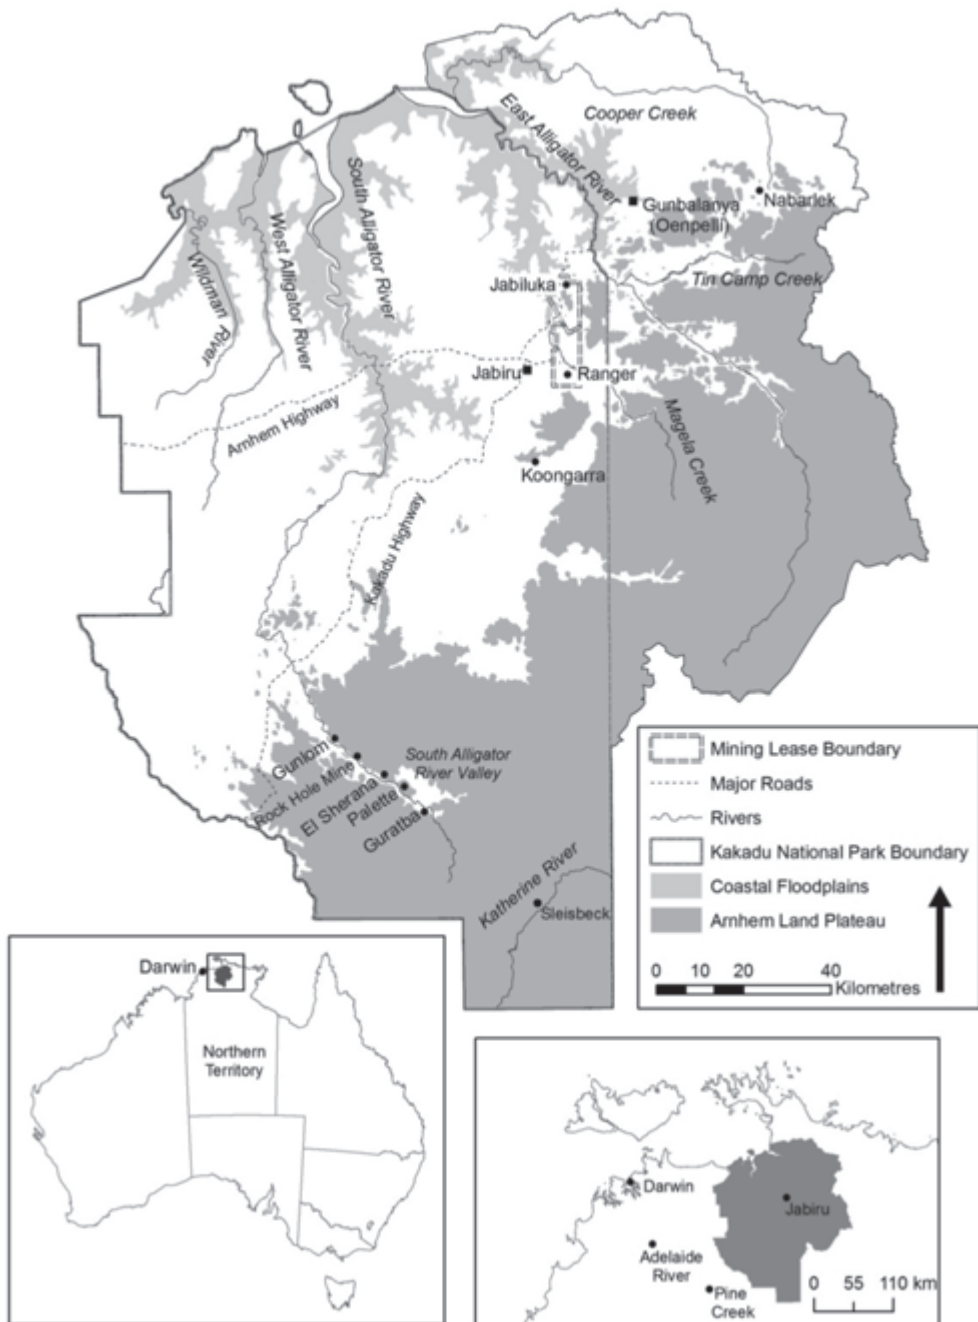 Cooper Creek
East Alligator River
South Alligator River
West Alligator River
Wildman River
Gunbalanya
(Oenpelli)
Nabarlek
Tin Camp Creek
Jabiluka
Jabiru
Ranger
Arnhem Highway
Magela Creek
Koongarra
Kakadu Highway
Gunlom
Rock Hole Mine
El Sherana
Palette
Guratba
South Alligator
River Valley
Katherine River
Sleisbeck
Mining Lease Boundary
Major Roads
Rivers
Kakadu National Park Boundary
Coastal Floodplains
Arnhem Land Plateau
0 10 20 40
Kilometres
Darwin
Northern
Territory
Darwin
Jabiru
Adelaide
River
Pine
Creek
0 55 110 km